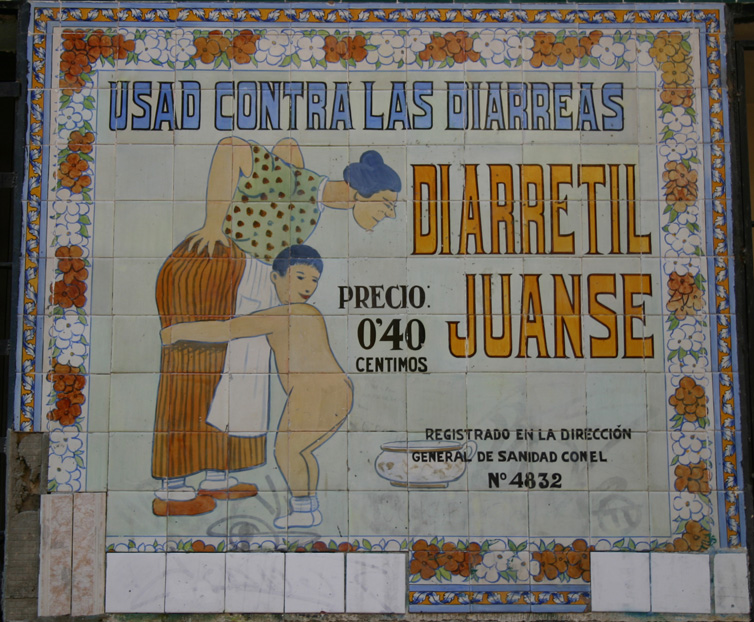 USAD CONTRA LAS DIARREAS
DIARRETIL
JUANSE
PRECIO:
0'40
CENTIMOS
REGISTRADO EN LA DIRECCIÓN
GENERAL DE SANIDAD CON EL
Nº 4832